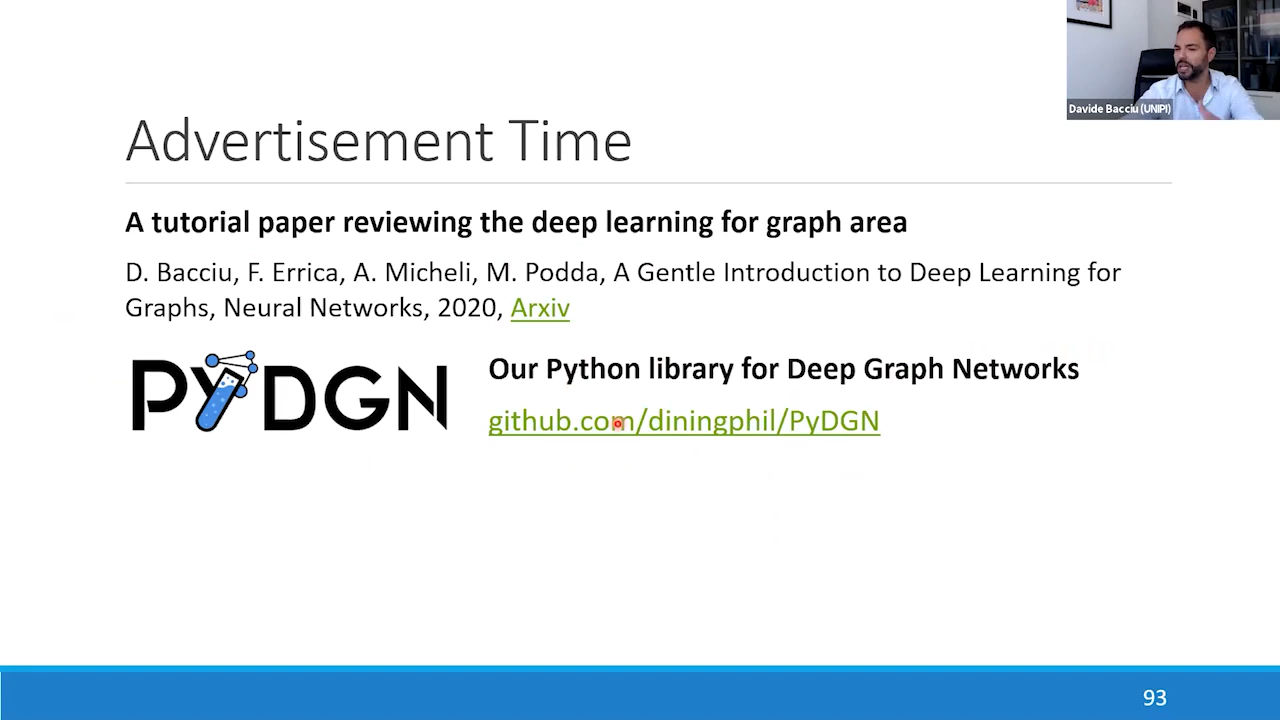 Davide Bacciu (UNIPI)
Advertisement Time
A tutorial paper reviewing the deep learning for graph area
D. Bacciu, F. Errica, A. Micheli, M. Podda, A Gentle Introduction to Deep Learning for
Graphs, Neural Networks, 2020, Arxiv
PYDGN
Our Python library for Deep Graph Networks
github.com/diningphil/PyDGN
93